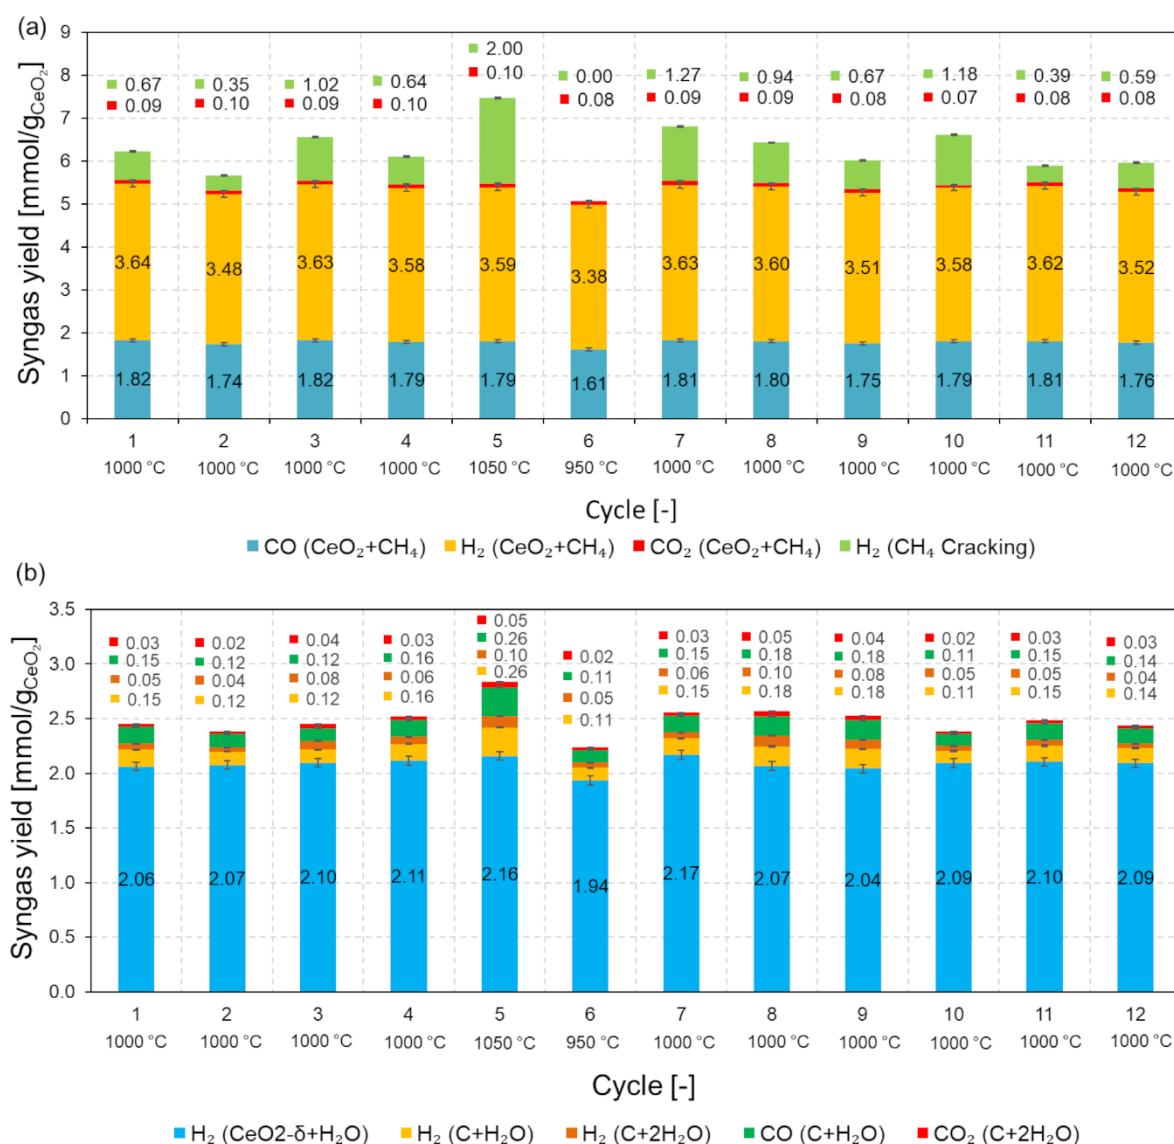 (a)
Syngas yield [mmol/gCeO₂]
9
8
7
6
5
4
3
2
1
0
0.67 0.35 1.02 0.64 2.00 0.00 1.27 0.94 0.67 1.18 0.39 0.59
0.09 0.10 0.09 0.10 0.10 0.08 0.09 0.09 0.08 0.07 0.08 0.08
3.64 3.48 3.63 3.58 3.59 3.38 3.63 3.60 3.51 3.58 3.62 3.52
1.82 1.74 1.82 1.79 1.79 1.61 1.81 1.80 1.75 1.79 1.81 1.76
1 2 3 4 5 6 7 8 9 10 11 12
1000 °C 1000 °C 1000 °C 1000 °C 1050 °C 950 °C 1000 °C 1000 °C 1000 °C 1000 °C 1000 °C 1000 °C
Cycle [-]
CO (CeO₂+CH₄) H₂ (CeO₂+CH₄) CO₂ (CeO₂+CH₄) H₂ (CH₄ Cracking)
(b)
Syngas yield [mmol/gCeO₂]
3.5
3.0
2.5
2.0
1.5
1.0
0.5
0.0
0.03 0.02 0.04 0.03 0.05 0.02 0.03 0.05 0.04 0.02 0.03 0.03
0.15 0.12 0.12 0.16 0.26 0.11 0.15 0.18 0.18 0.11 0.15 0.14
0.05 0.04 0.08 0.06 0.10 0.05 0.06 0.10 0.08 0.05 0.05 0.04
0.15 0.12 0.12 0.16 0.26 0.11 0.15 0.18 0.18 0.11 0.15 0.14
2.06 2.07 2.10 2.11 2.16 1.94 2.17 2.07 2.04 2.09 2.10 2.09
1 2 3 4 5 6 7 8 9 10 11 12
1000 °C 1000 °C 1000 °C 1000 °C 1050 °C 950 °C 1000 °C 1000 °C 1000 °C 1000 °C 1000 °C 1000 °C
Cycle [-]
H₂ (CeO2-δ+H₂O) H₂ (C+H₂O) H₂ (C+2H₂O) CO (C+H₂O) CO₂ (C+2H₂O)